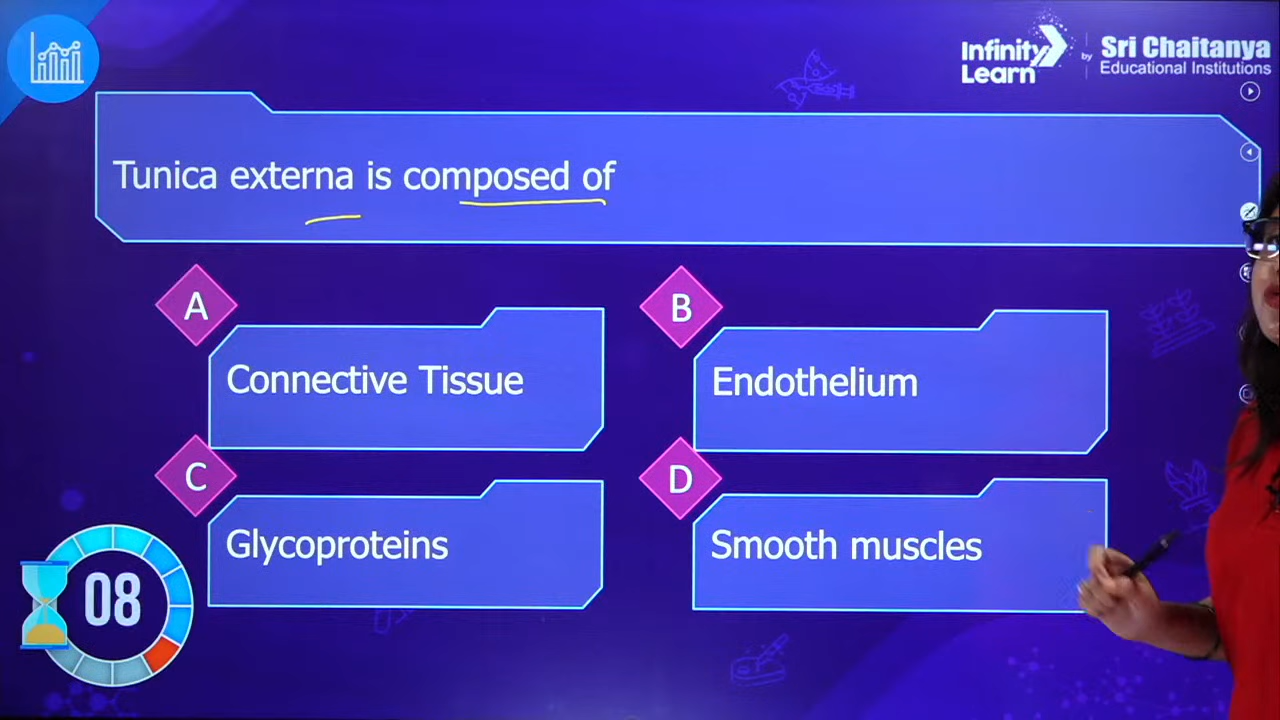 Infinity Learn
by
Sri Chaitanya
Educational Institutions
Tunica externa is composed of
A
Connective Tissue
B
Endothelium
C
Glycoproteins
D
Smooth muscles
08